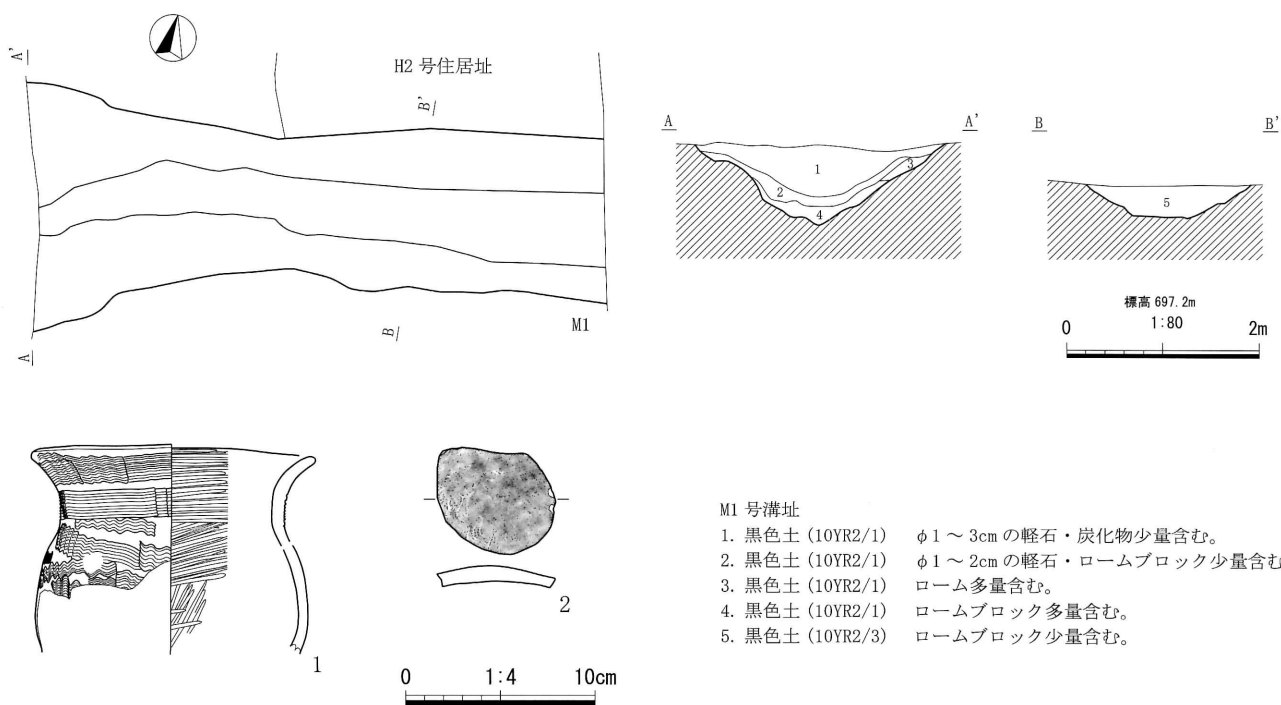 A'
H2 号住居址
B'
A
A'
B
B'
1
2
3
4
5
標高 697.2m
0 1:80 2m
M1
B
A
1
2
0 1:4 10cm
M1 号溝址
1. 黒色土 (10YR2/1) φ1～3cm の軽石・炭化物少量含む。
2. 黒色土 (10YR2/1) φ1～2cm の軽石・ロームブロック少量含む
3. 黒色土 (10YR2/1) ローム多量含む。
4. 黒色土 (10YR2/1) ロームブロック多量含む。
5. 黒色土 (10YR2/3) ロームブロック少量含む。